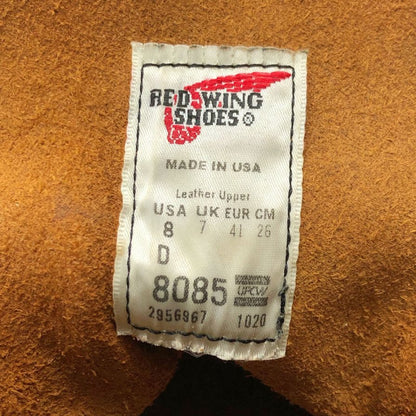 RED WING
SHOES®
MADE IN USA
Leather Upper
USA UK EUR CM
8 7 41 26
D
8085 UFCW
2956967 1020